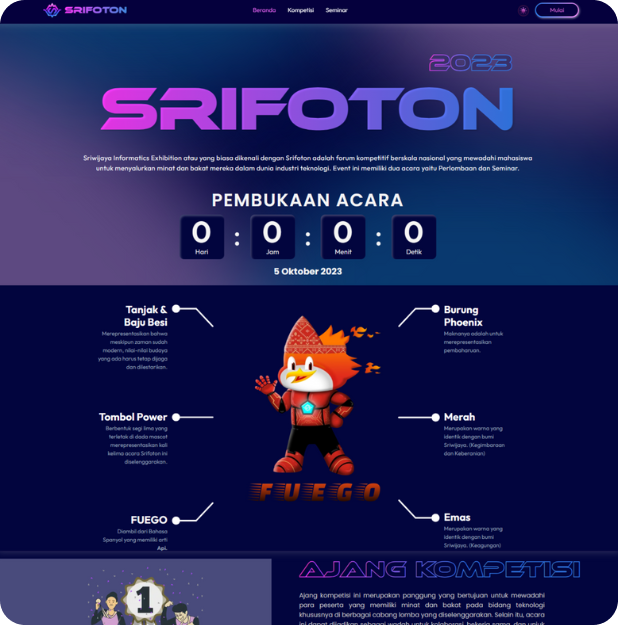 SRIFOTON
Beranda Kompetisi Seminar
Mulai
2023
SRIFOTON
Sriwijaya Informatics Exhibition atau yang biasa dikenali dengan Srifoton adalah forum kompetitif berskala nasional yang mewadahi mahasiswa
untuk menyalurkan minat dan bakat mereka dalam dunia industri teknologi. Event ini memiliki dua acara yaitu Perlombaan dan Seminar.
PEMBUKAAN ACARA
0 : 0 : 0 : 0
Hari Jam Menit Detik
5 Oktober 2023
Tanjak &
Baju Besi
Merepresentasikan bahwa
meskipun zaman sudah
modern, nilai-nilai budaya
yang ada harus tetap dijaga
dan dilestarikan.
Burung
Phoenix
Maknanya adalah untuk
merepresentasikan
pembaharuan.
Tombol Power
Berbentuk segi lima yang
terletak di dada mascot
merepresentasikan kali
kelima acara Srifoton ini
diselenggarakan.
Merah
Merupakan warna yang
identik dengan bumi
Sriwijaya. (Kegimbaraan
dan Keberanian)
FUEGO
FUEGO
Diambil dari Bahasa
Spanyol yang memiliki arti
Api.
Emas
Merupakan warna yang
identik dengan bumi
Sriwijaya. (Keagungan)
1
AJANG KOMPETISI
Ajang kompetisi ini merupakan panggung yang bertujuan untuk mewadahi
para peserta yang memiliki minat dan bakat pada bidang teknologi
khususnya di berbagai cabang lomba yang diselenggarakan. Selain itu, acara
ini dapat dijadikan sebagai wadah untuk kolaborasi, bekerja sama, dan unjuk